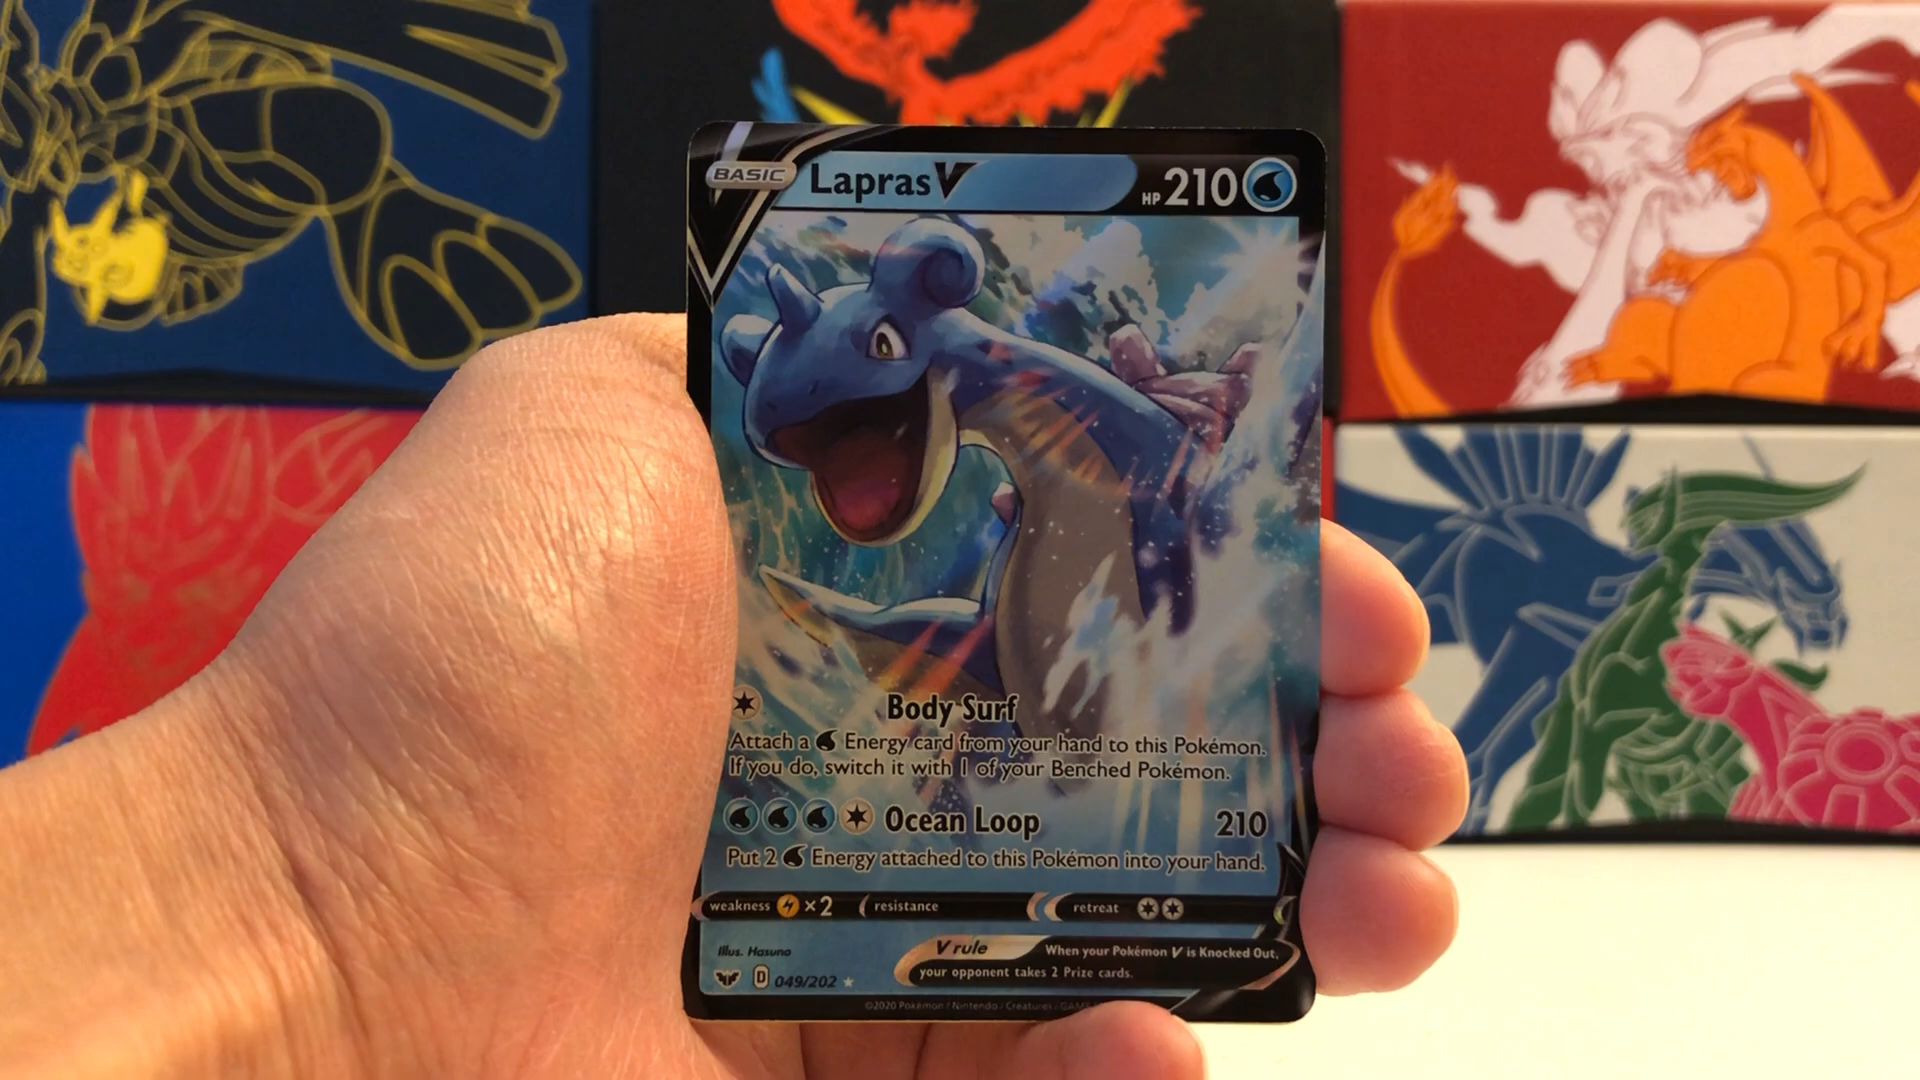 BASIC Lapras V HP 210
Body Surf
Attach a Energy card from your hand to this Pokémon.
If you do, switch it with 1 of your Benched Pokémon.
Ocean Loop 210
Put 2 Energy attached to this Pokémon into your hand.
weakness ×2 resistance retreat
Illus. Hasuno
V rule When your Pokémon V is Knocked Out,
your opponent takes 2 Prize cards.
D 049/202
©2020 Pokémon / Nintendo / Creatures / GAME